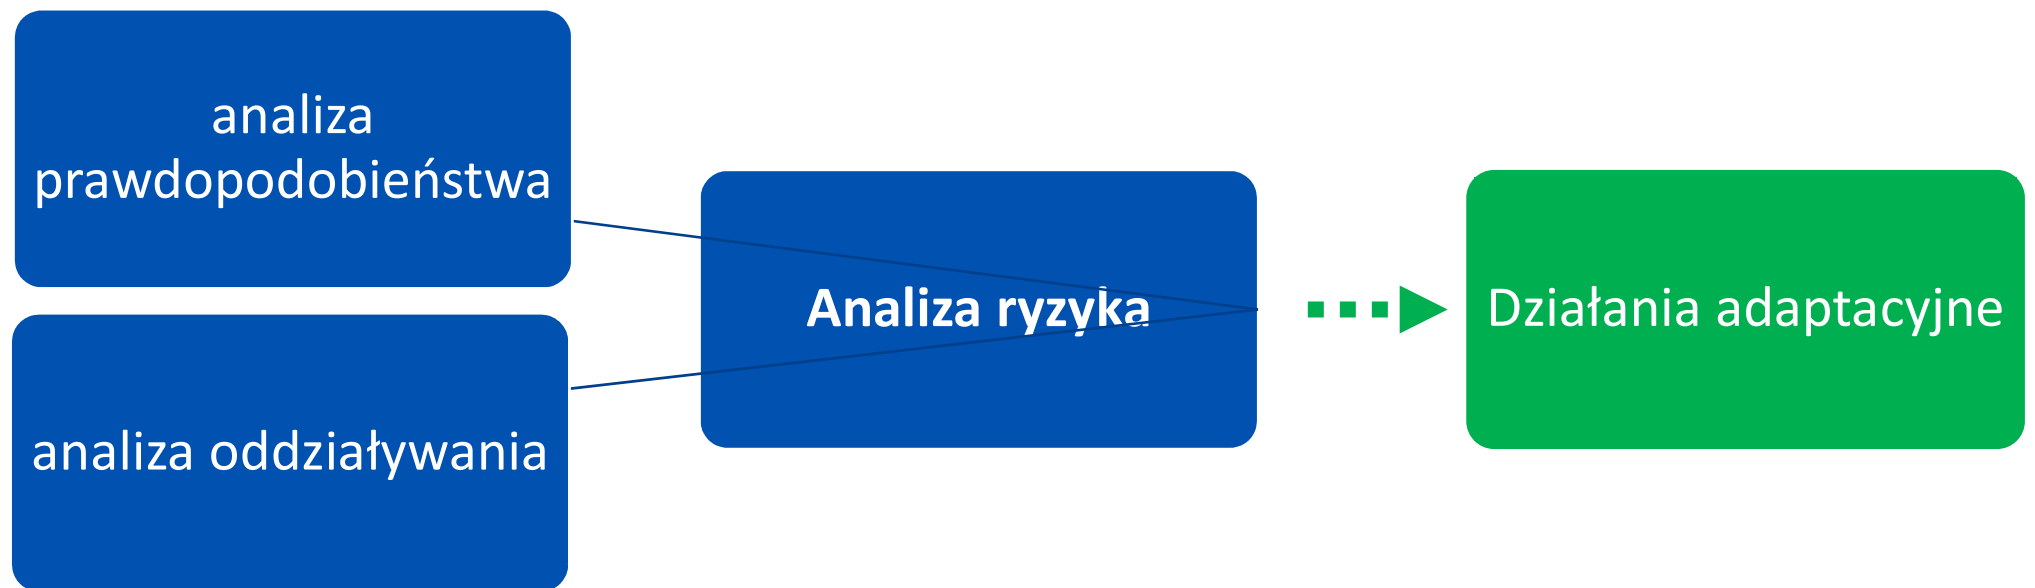 analiza
prawdopodobieństwa
analiza oddziaływania
Analiza ryzyka
Działania adaptacyjne